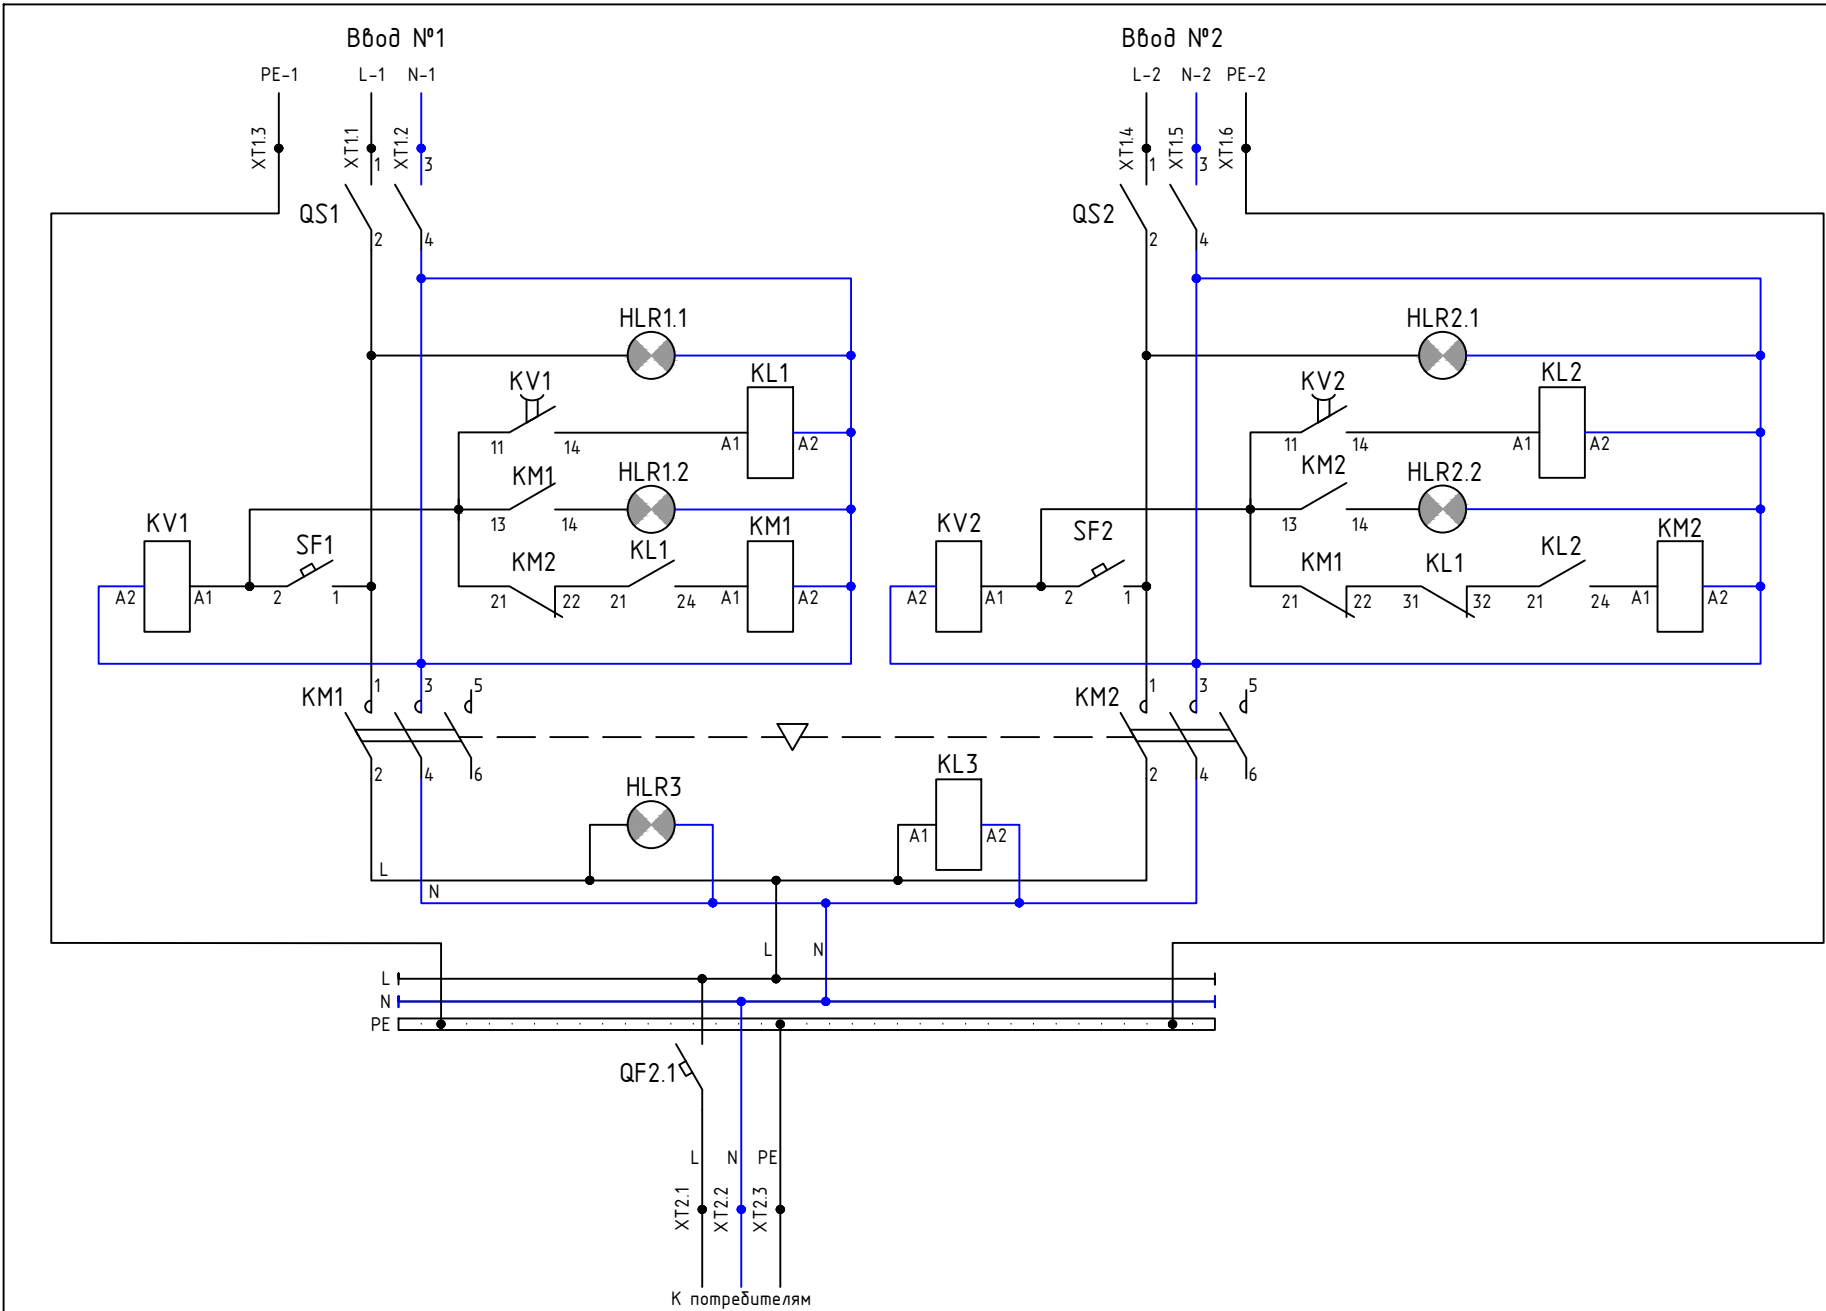 Ввод №1 Ввод №2
PE-1 L-1 N-1 L-2 N-2 PE-2
XT1.3 XT1.1 XT1.2 XT1.4 XT1.5 XT1.6
1 3 1 3
QS1 QS2
2 4 2 4
HLR1.1 HLR2.1
KV1 KL1 KV2 KL2
11 14 A1 A2 11 14 A1 A2
KM1 HLR1.2 KM2 HLR2.2
13 14 13 14
KV1 SF1 KM2 KL1 KM1 KV2 SF2 KM1 KL1 KL2 KM2
A2 A1 2 1 21 22 21 24 A1 A2 A2 A1 2 1 21 22 31 32 21 24 A1 A2
1 3 5 1 3 5
KM1 KM2
2 4 6 2 4 6
HLR3 KL3
A1 A2
L
N
L N
L
N
PE
QF2.1
L N PE
XT2.1 XT2.2 XT2.3
К потребителям